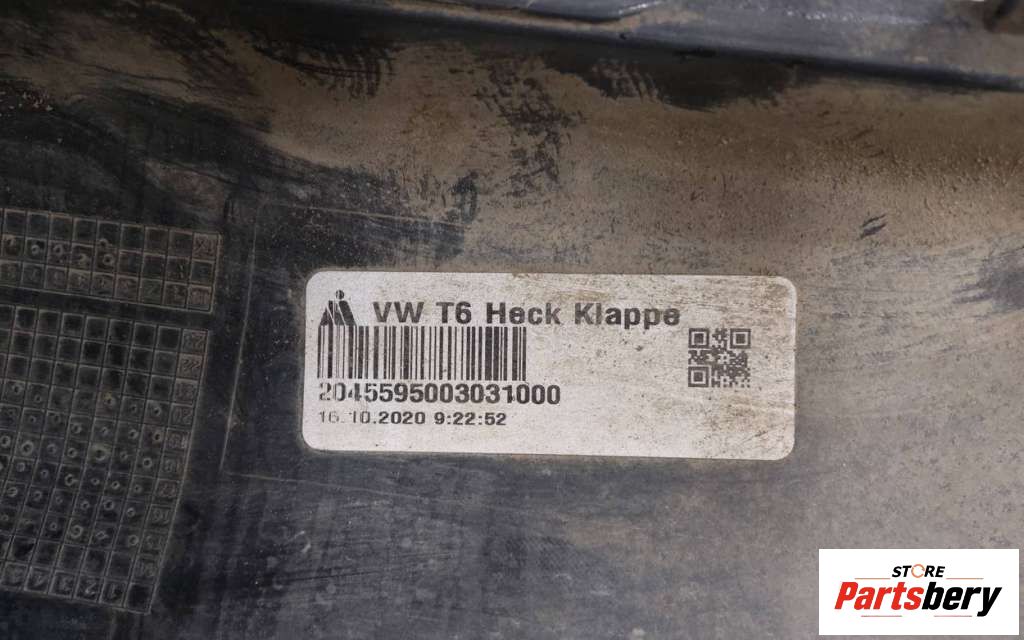 VW T6 Heck Klappe
2045595003031000
16.10.2020 9:22:52
STORE
Partsbery